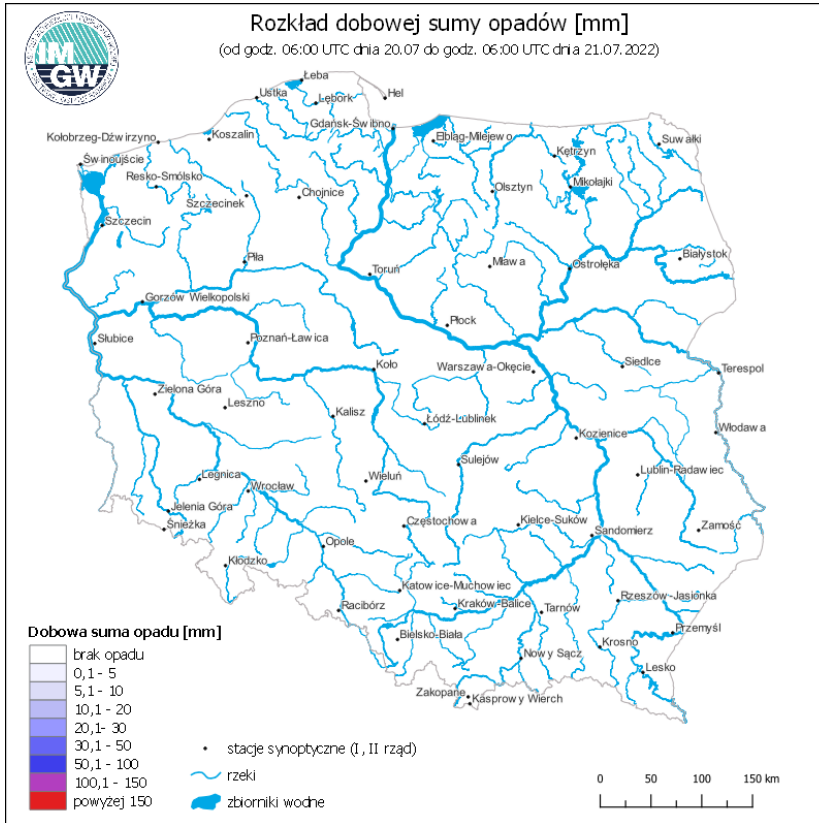 Rozkład dobowej sumy opadów [mm]
(od godz. 06:00 UTC dnia 20.07 do godz. 06:00 UTC dnia 21.07.2022)
IM
GW
Łeba
Ustka
Hel
Lębork
Gdańsk-Świbno
Koszalin
Kołobrzeg-Dźwirzyno
Elbląg-Milejewo
Suwałki
Kętrzyn
Świnoujście
Resko-Smólsko
Szczecinek
Chojnice
Olsztyn
Mikołajki
Szczecin
Piła
Toruń
Mława
Ostrołęka
Białystok
Gorzów Wielkopolski
Płock
Słubice
Poznań-Ławica
Koło
Warszawa-Okęcie
Siedlce
Terespol
Zielona Góra
Leszno
Kalisz
Łódź-Lublinek
Kozienice
Włodawa
Sulejów
Legnica
Wrocław
Wieluń
Lublin-Radawiec
Jelenia Góra
Śnieżka
Częstochowa
Kielce-Suków
Sandomierz
Zamość
Opole
Kłodzko
Katowice-Muchowiec
Racibórz
Kraków-Balice
Tarnów
Rzeszów-Jasionka
Bielsko-Biała
Przemyśl
Krosno
Nowy Sącz
Lesko
Zakopane
Kasprowy Wierch
Dobowa suma opadu [mm]
brak opadu
0,1 - 5
5,1 - 10
10,1 - 20
20,1- 30
30,1 - 50
50,1 - 100
100,1 - 150
powyżej 150
stacje synoptyczne (I, II rząd)
rzeki
zbiorniki wodne
0 50 100 150 km